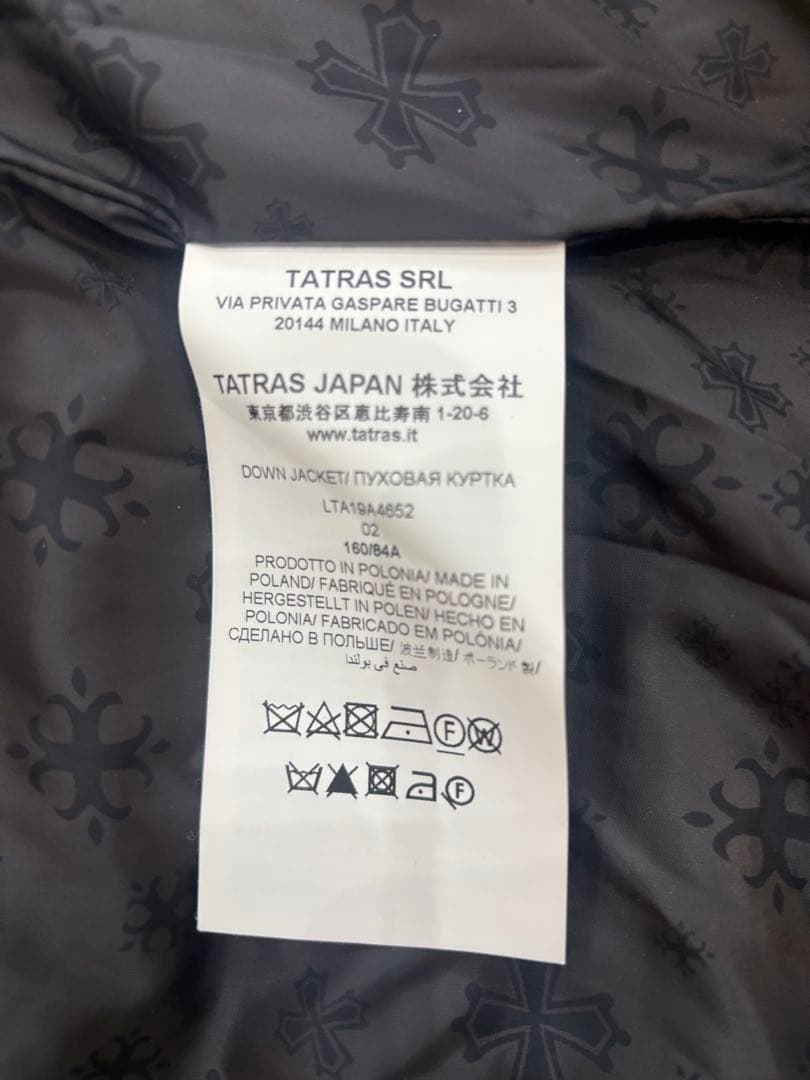 TATRAS SRL
VIA PRIVATA GASPARE BUGATTI 3
20144 MILANO ITALY
TATRAS JAPAN 株式会社
東京都渋谷区恵比寿南 1-20-6
www.tatras.it
DOWN JACKET/ ПУХОВАЯ КУРТКА
LTA19A4652
02
160/84A
PRODOTTO IN POLONIA/ MADE IN
POLAND/ FABRIQUÉ EN POLOGNE/
HERGESTELLT IN POLEN/ HECHO EN
POLONIA/ FABRICADO EM POLÓNIA/
СДЕЛАНО В ПОЛЬШЕ/ 波兰制造/ ポーランド製/
صنع في بولندا
F W
F